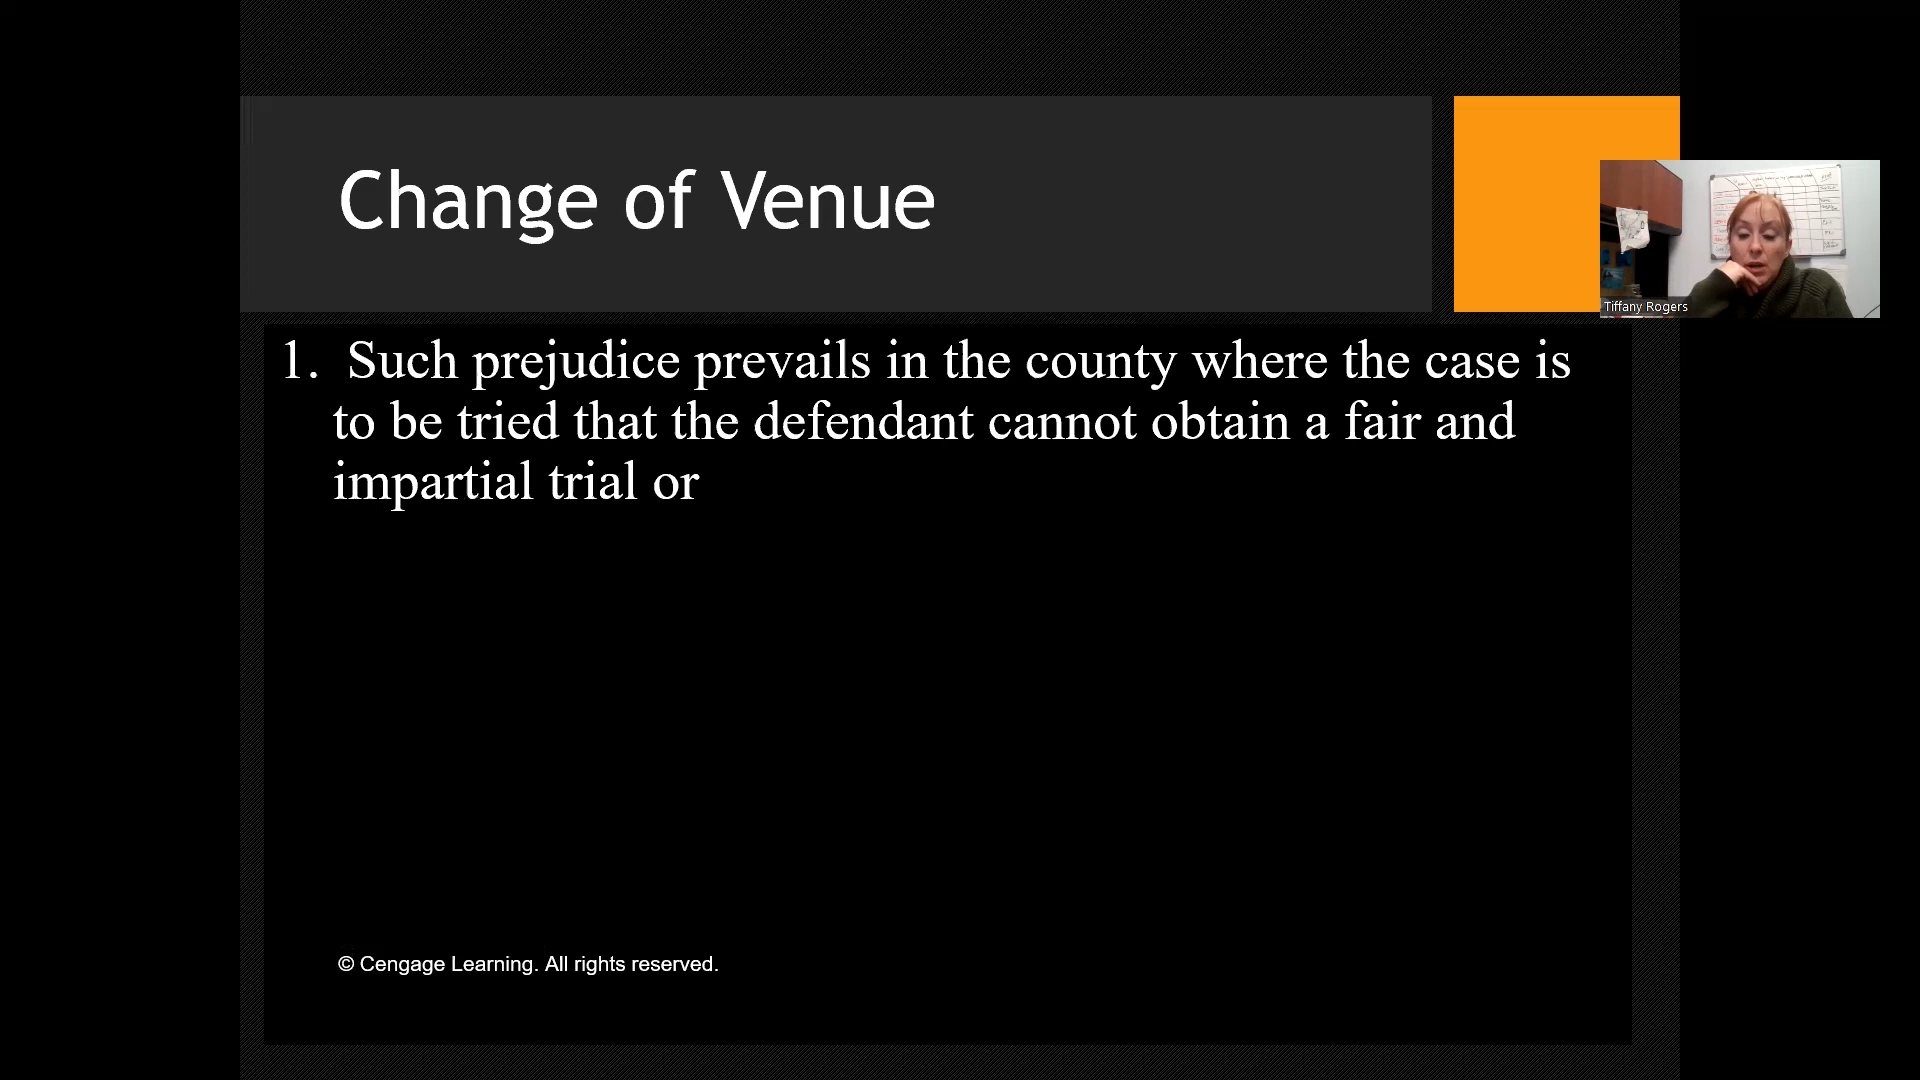 Change of Venue
Tiffany Rogers
1. Such prejudice prevails in the county where the case is
to be tried that the defendant cannot obtain a fair and
impartial trial or
© Cengage Learning. All rights reserved.